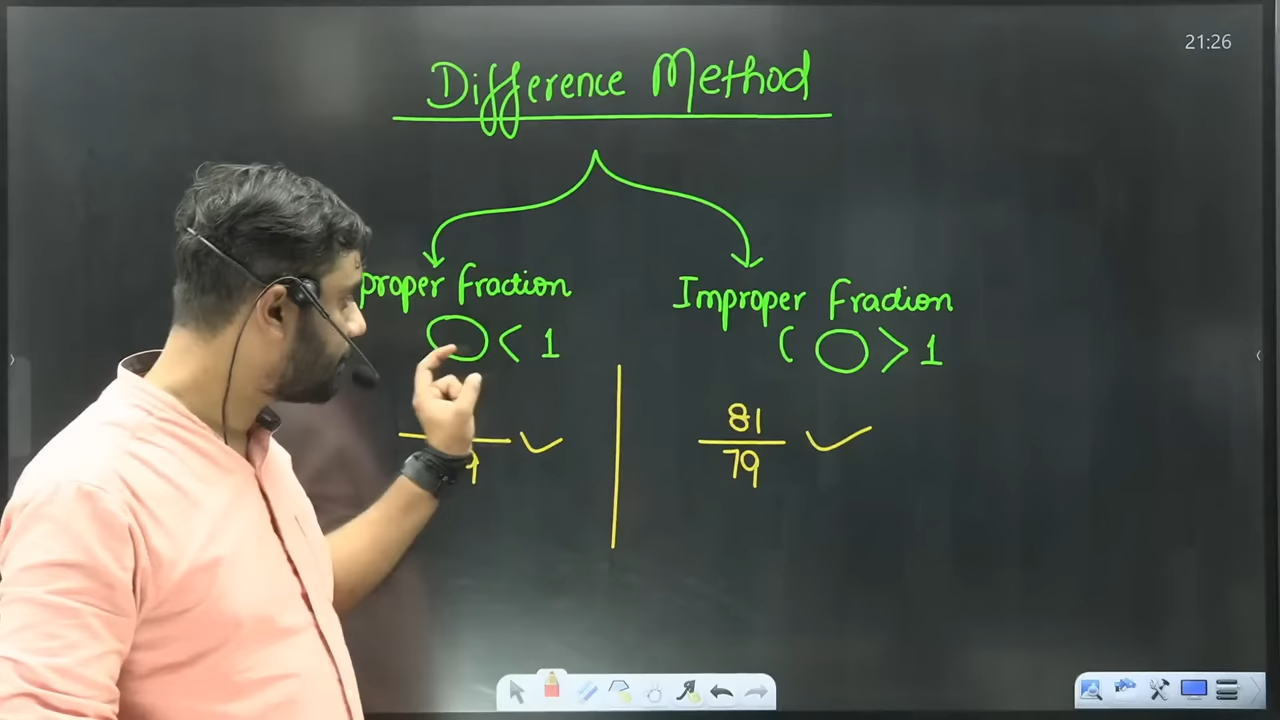 21:26
Difference Method
proper fraction
Improper Fraction
< 1
( > 1
81
79